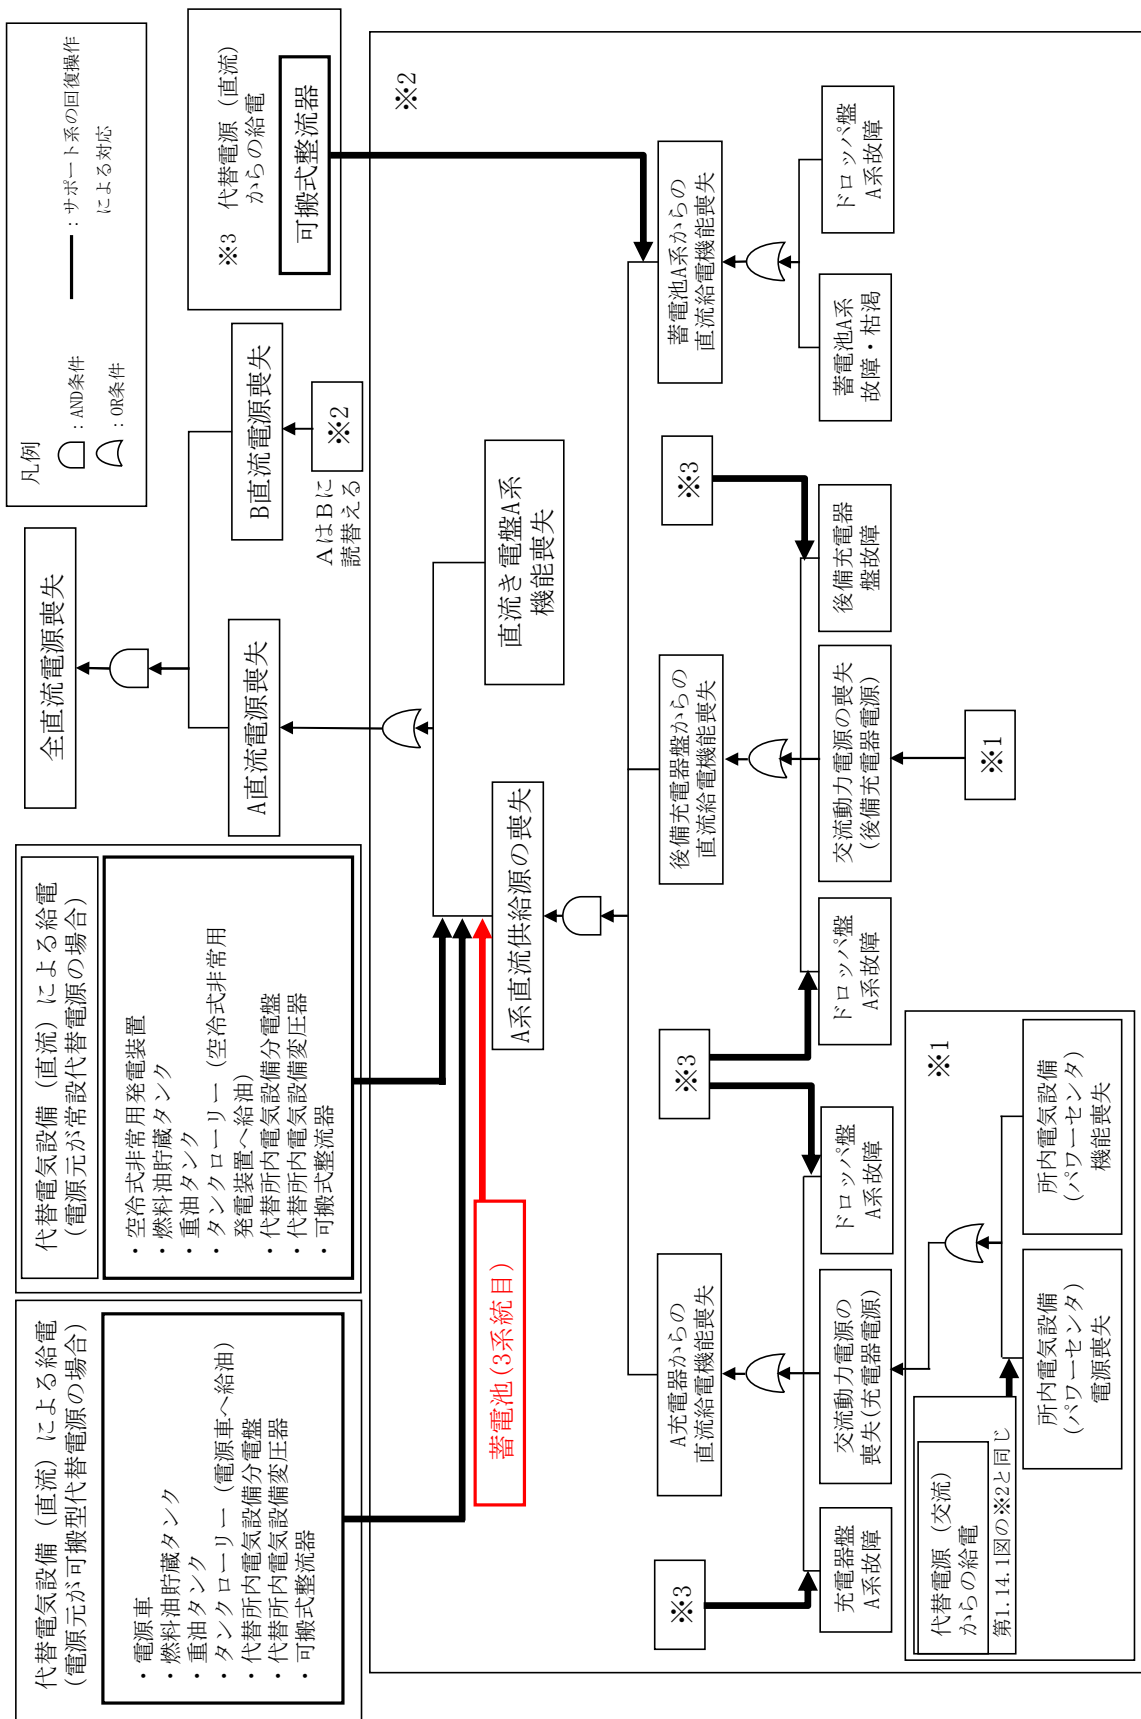 代替電気設備（直流）による給電
(電源元が可搬型代替電源の場合)
・電源車
・燃料油貯蔵タンク
・重油タンク
・タンクローリー（電源車へ給油）
・代替所内電気設備分電盤
・代替所内電気設備変圧器
・可搬式整流器
代替電気設備（直流）による給電
(電源元が常設代替電源の場合)
・空冷式非常用発電装置
・燃料油貯蔵タンク
・重油タンク
・タンクローリー（空冷式非常用
発電装置へ給油）
・代替所内電気設備分電盤
・代替所内電気設備変圧器
・可搬式整流器
全直流電源喪失
A直流電源喪失
B直流電源喪失
※2
AはBに
読替える
凡例
：AND条件
：OR条件
：サポート系の回復操作
による対応
※3 代替電源（直流）
からの給電
可搬式整流器
※2
蓄電池(3系統目)
A系直流供給源の喪失
直流き電盤A系
機能喪失
A充電器からの
直流給電機能喪失
後備充電器盤からの
直流給電機能喪失
蓄電池A系からの
直流給電機能喪失
※3
※3
※3
充電器盤
A系故障
交流動力電源の
喪失(充電器電源)
ドロッパ盤
A系故障
ドロッパ盤
A系故障
交流動力電源の喪失
(後備充電器電源)
後備充電器
盤故障
蓄電池A系
故障・枯渇
ドロッパ盤
A系故障
※1
※1
代替電源（交流）
からの給電
第1.14.1図の※2と同じ
所内電気設備
(パワーセンタ)
電源喪失
所内電気設備
(パワーセンタ)
機能喪失